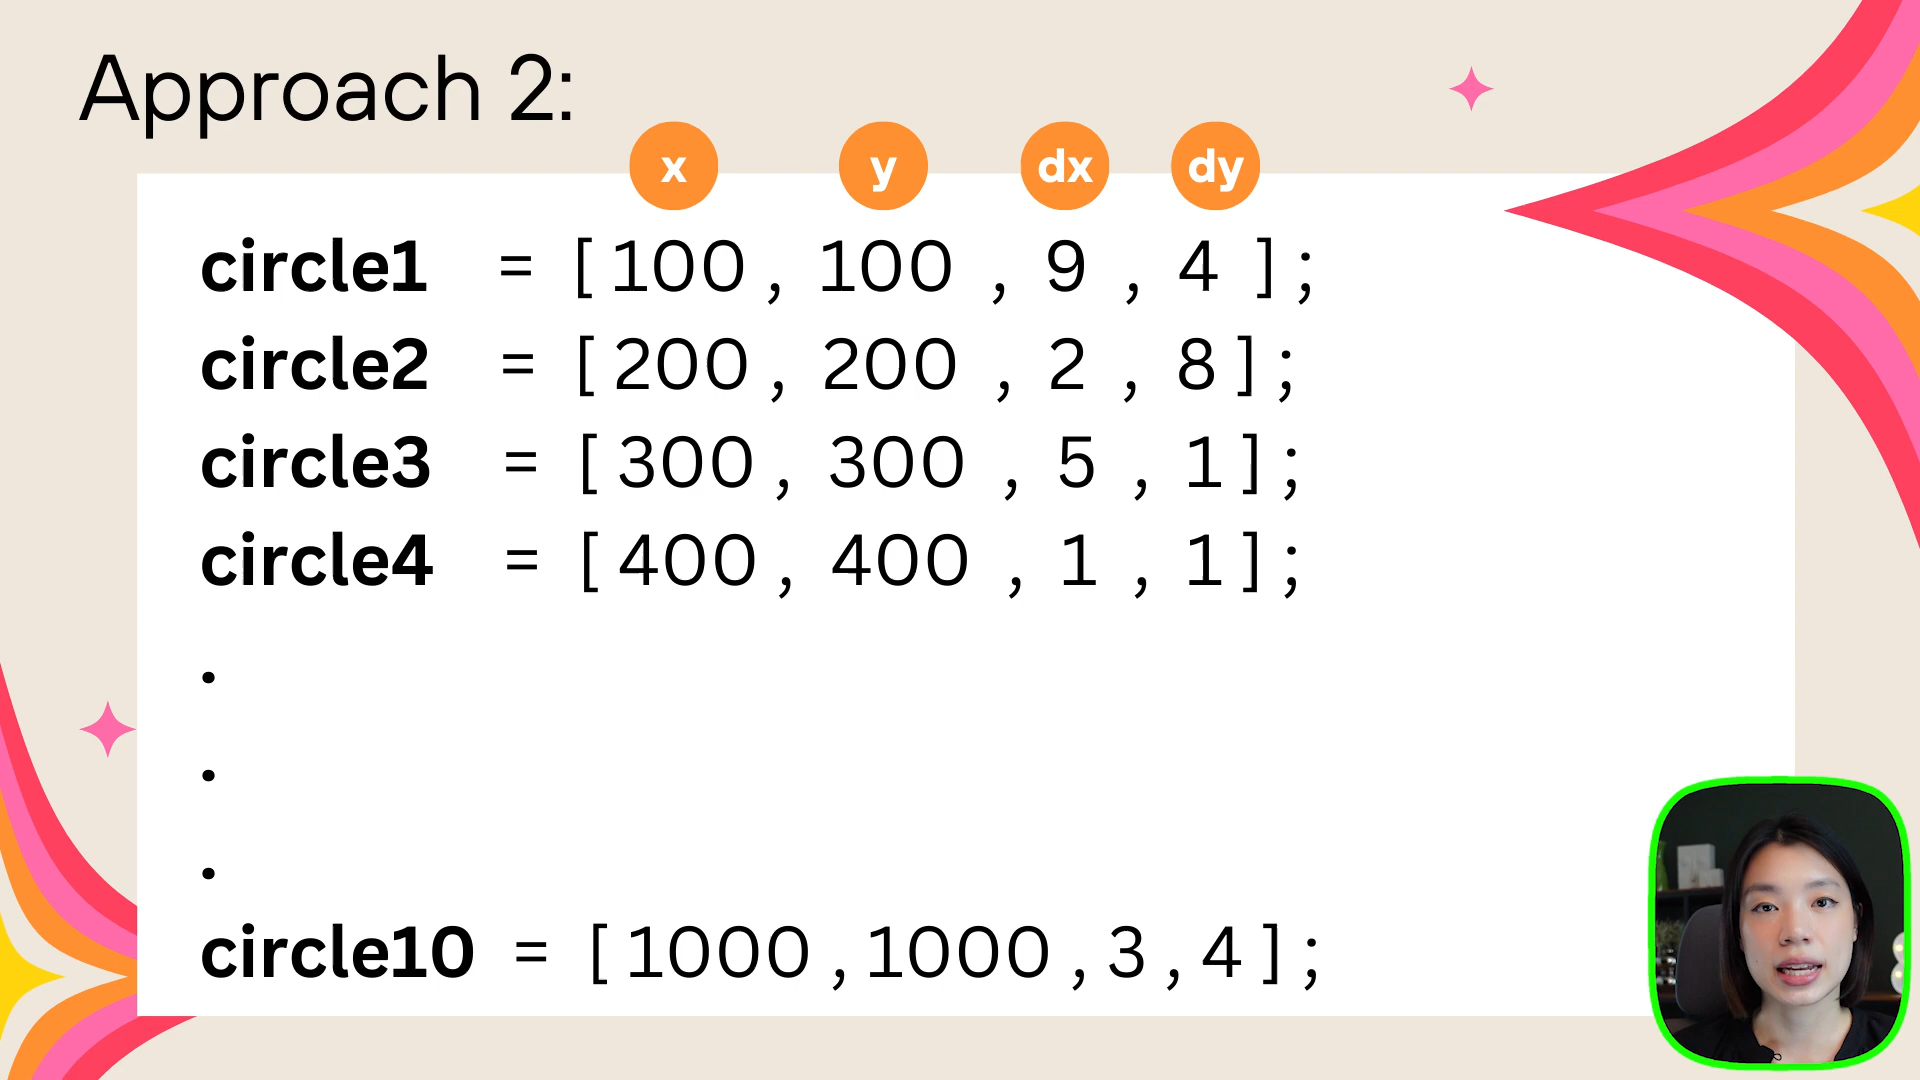 Approach 2:
x y dx dy
circle1 = [100, 100 , 9 , 4 ];
circle2 = [200, 200 , 2 , 8];
circle3 = [300, 300 , 5 , 1];
circle4 = [400, 400 , 1 , 1];
.
.
.
circle10 = [1000,1000,3,4];